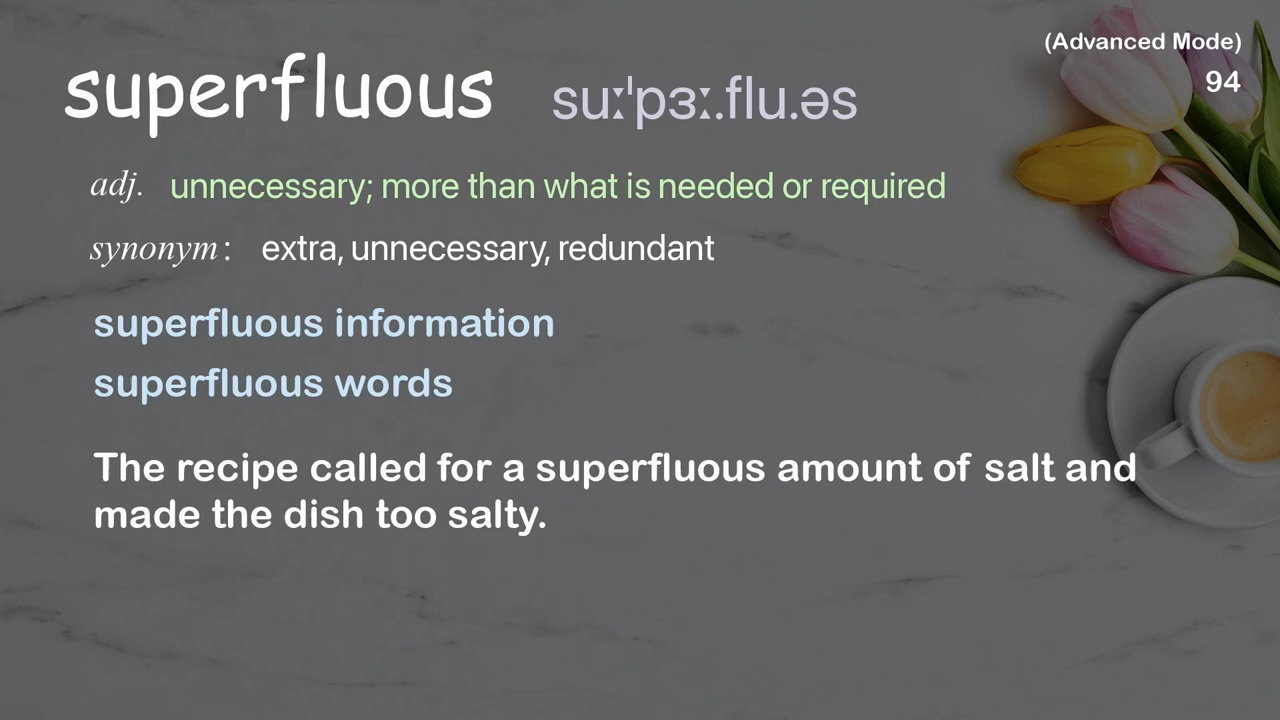 (Advanced Mode)
94
superfluous suːˈpɜː.flu.əs
adj. unnecessary; more than what is needed or required
synonym: extra, unnecessary, redundant
superfluous information
superfluous words
The recipe called for a superfluous amount of salt and
made the dish too salty.